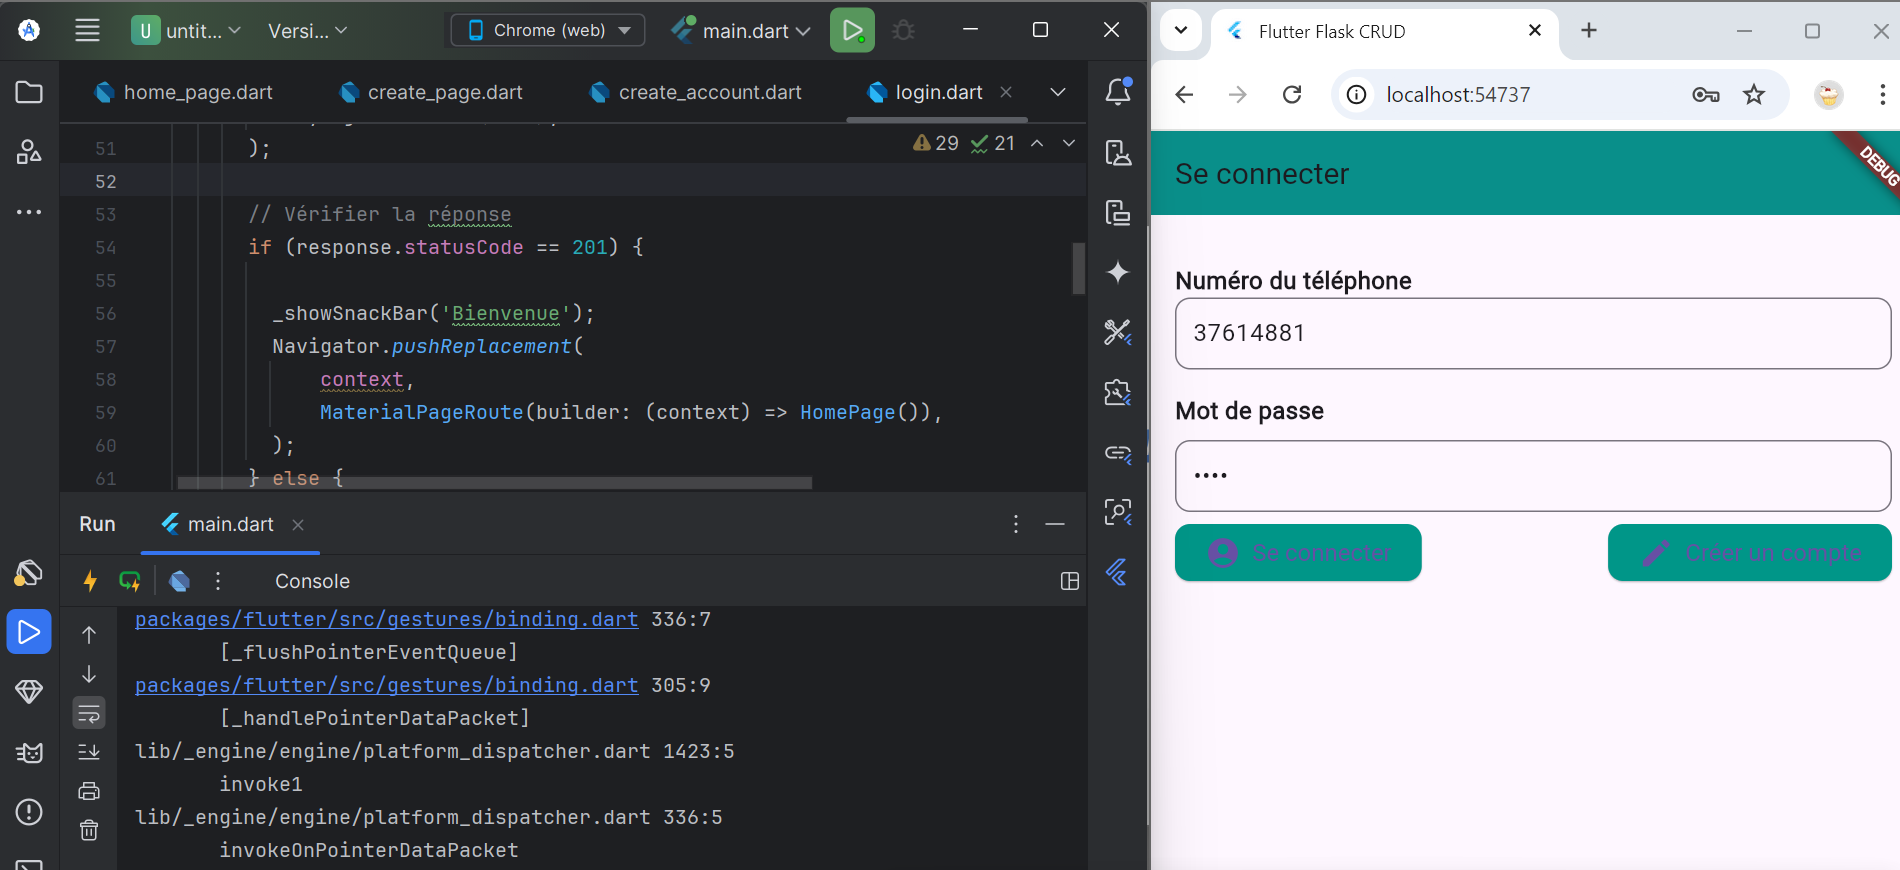 U untit... Versi... Chrome (web) main.dart
home_page.dart create_page.dart create_account.dart login.dart
29 21
51 );
52
53 // Vérifier la réponse
54 if (response.statusCode == 201) {
55
56 _showSnackBar('Bienvenue');
57 Navigator.pushReplacement(
58 context,
59 MaterialPageRoute(builder: (context) => HomePage()),
60 );
61 } else {
Run main.dart
Console
packages/flutter/src/gestures/binding.dart 336:7
[_flushPointerEventQueue]
packages/flutter/src/gestures/binding.dart 305:9
[_handlePointerDataPacket]
lib/_engine/engine/platform_dispatcher.dart 1423:5
invoke1
lib/_engine/engine/platform_dispatcher.dart 336:5
invokeOnPointerDataPacket
Flutter Flask CRUD
localhost:54737
Se connecter
DEBUG
Numéro du téléphone
37614881
Mot de passe
••••
Se connecter Créer un compte